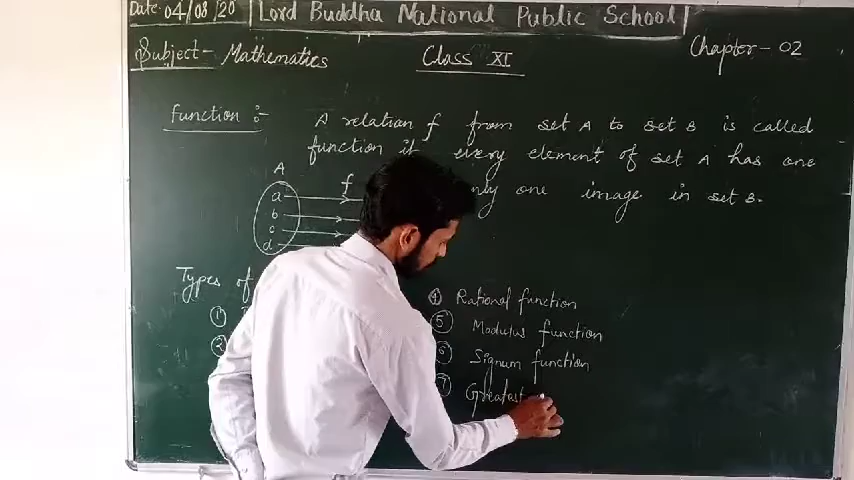 Date: 04/08/20 Lord Buddha National Public School
Subject- Mathematics Class XI Chapter- 02
Function :- A relation f from set A to set B is called
function if every element of set A has one
only one image in set B.
A
f
a
b
c
d
Types of
①
②
④ Rational function
⑤ Modulus function
⑥ Signum function
⑦ Greatest